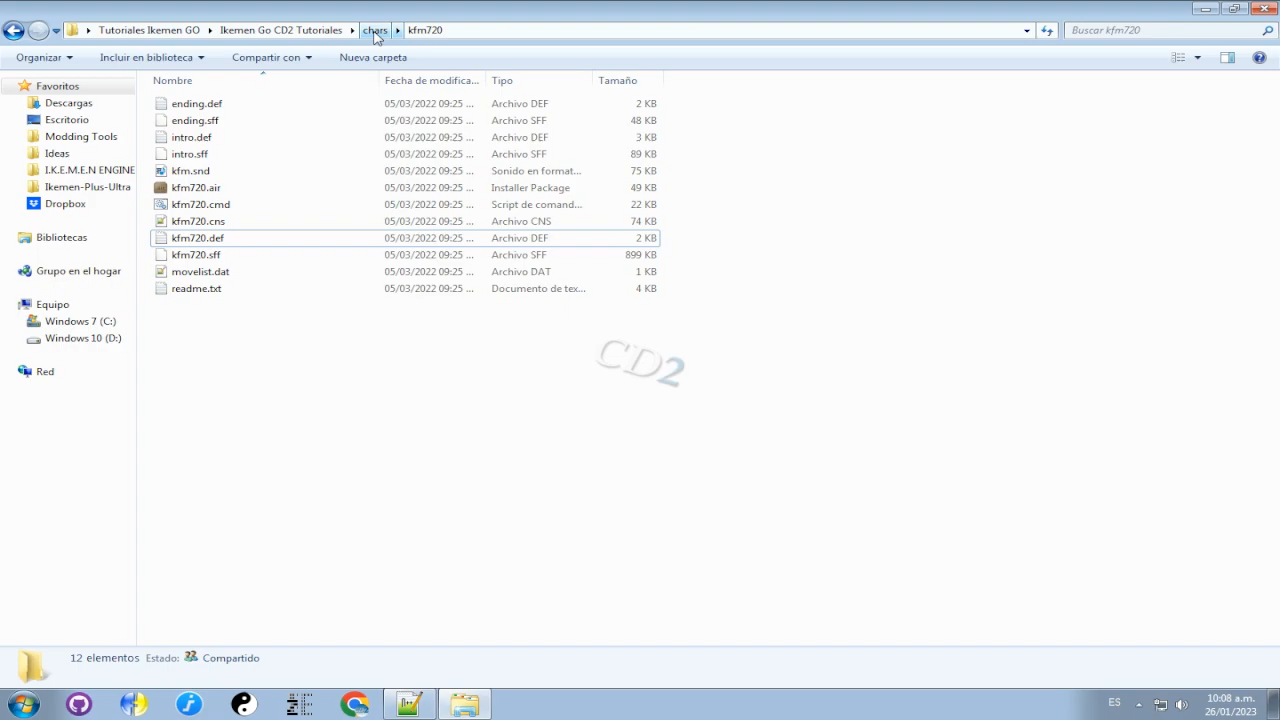 Tutoriales Ikemen GO Ikemen Go CD2 Tutoriales chars kfm720 Buscar kfm720
Organizar Incluir en biblioteca Compartir con Nueva carpeta
Nombre Fecha de modifica... Tipo Tamaño
Favoritos
Descargas
Escritorio
Modding Tools
Ideas
I.K.E.M.E.N ENGINE
Ikemen-Plus-Ultra
Dropbox
Bibliotecas
Grupo en el hogar
Equipo
Windows 7 (C:)
Windows 10 (D:)
Red
ending.def 05/03/2022 09:25 ... Archivo DEF 2 KB
ending.sff 05/03/2022 09:25 ... Archivo SFF 48 KB
intro.def 05/03/2022 09:25 ... Archivo DEF 3 KB
intro.sff 05/03/2022 09:25 ... Archivo SFF 89 KB
kfm.snd 05/03/2022 09:25 ... Sonido en format... 75 KB
kfm720.air 05/03/2022 09:25 ... Installer Package 49 KB
kfm720.cmd 05/03/2022 09:25 ... Script de comand... 22 KB
kfm720.cns 05/03/2022 09:25 ... Archivo CNS 74 KB
kfm720.def 05/03/2022 09:25 ... Archivo DEF 2 KB
kfm720.sff 05/03/2022 09:25 ... Archivo SFF 899 KB
movelist.dat 05/03/2022 09:25 ... Archivo DAT 1 KB
readme.txt 05/03/2022 09:25 ... Documento de tex... 4 KB
CD2
12 elementos Estado: Compartido
ES
10:08 a.m.
26/01/2023